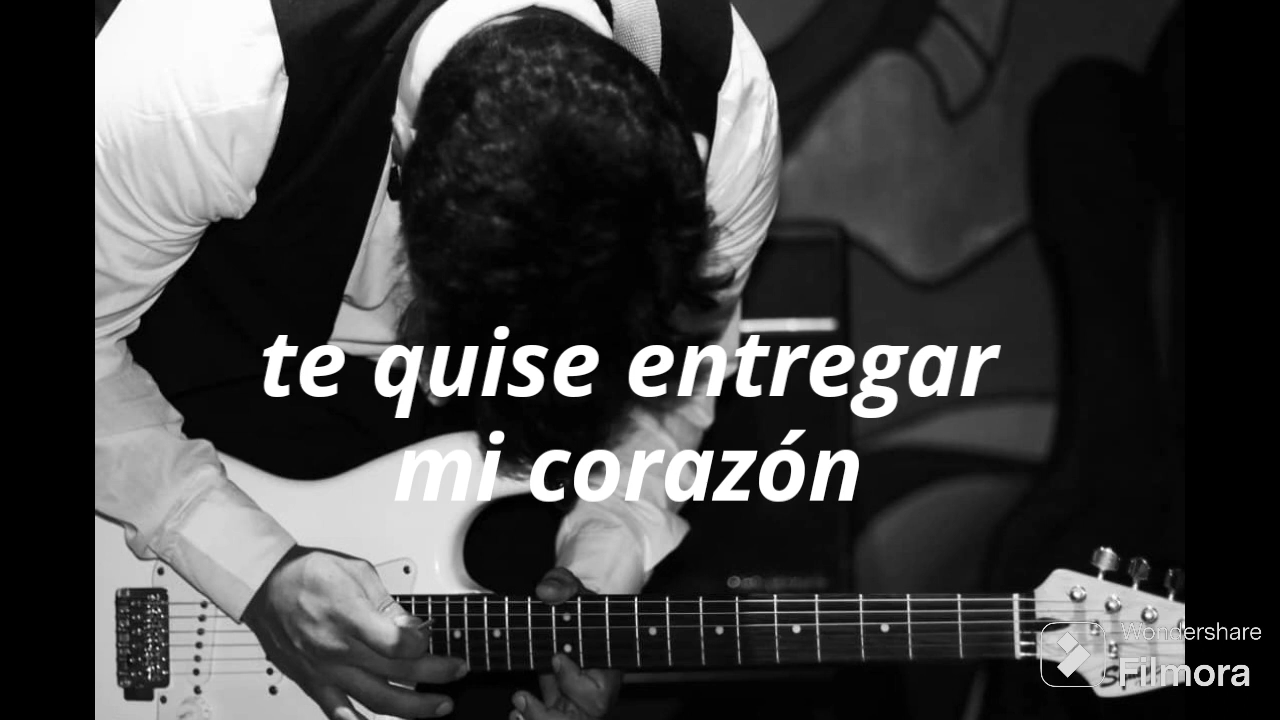 te quise entregar
mi corazón
Wondershare
Filmora